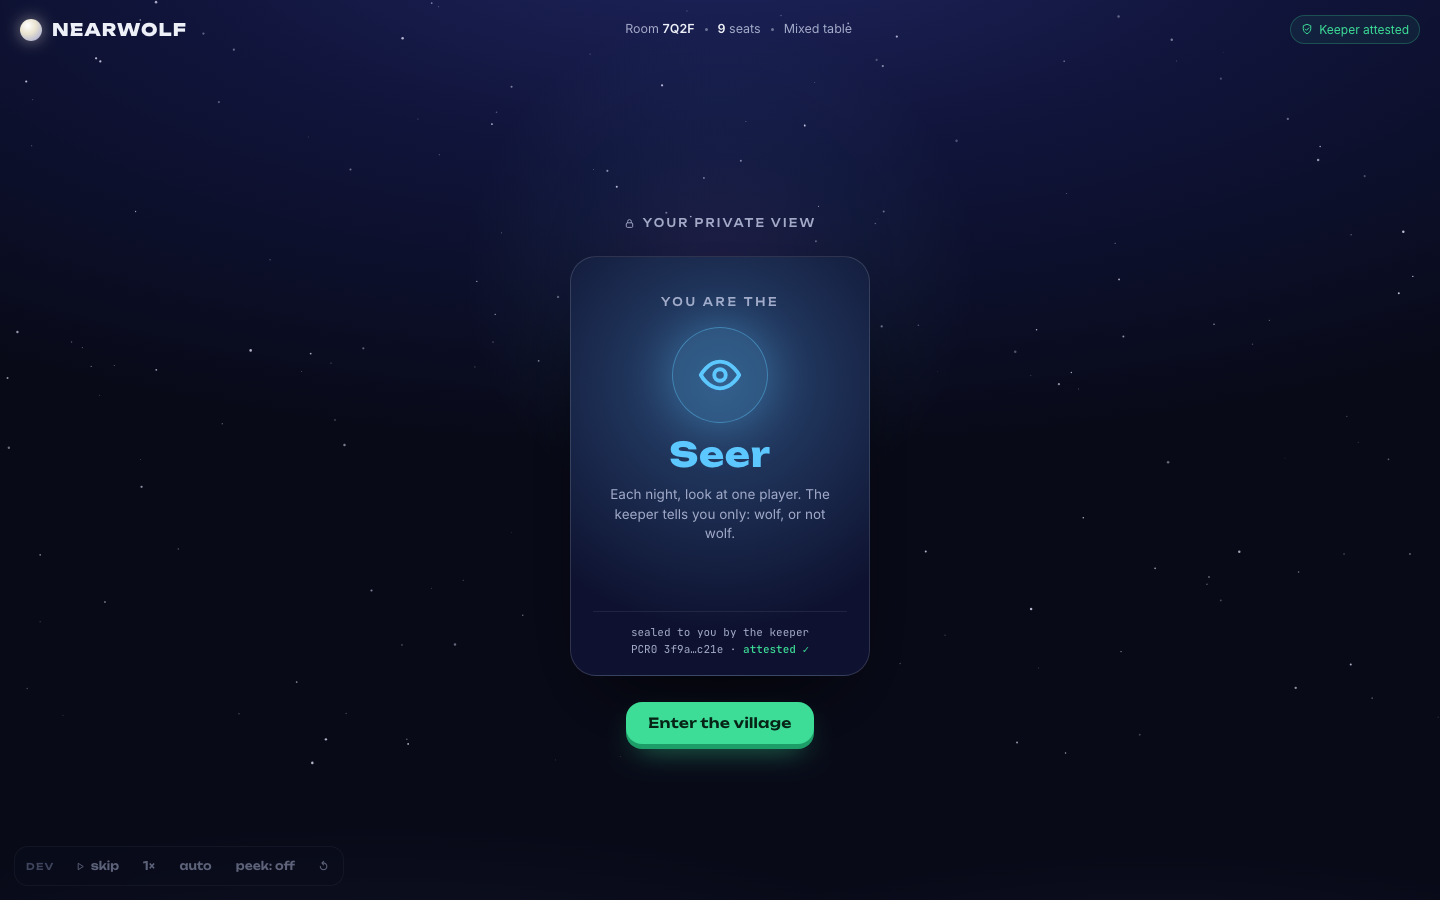 NEARWOLF
Room 7Q2F • 9 seats • Mixed table
Keeper attested
YOUR PRIVATE VIEW
YOU ARE THE
Seer
Each night, look at one player. The
keeper tells you only: wolf, or not
wolf.
sealed to you by the keeper
PCR0 3f9a…c21e · attested ✓
Enter the village
DEV skip 1× auto peek: off